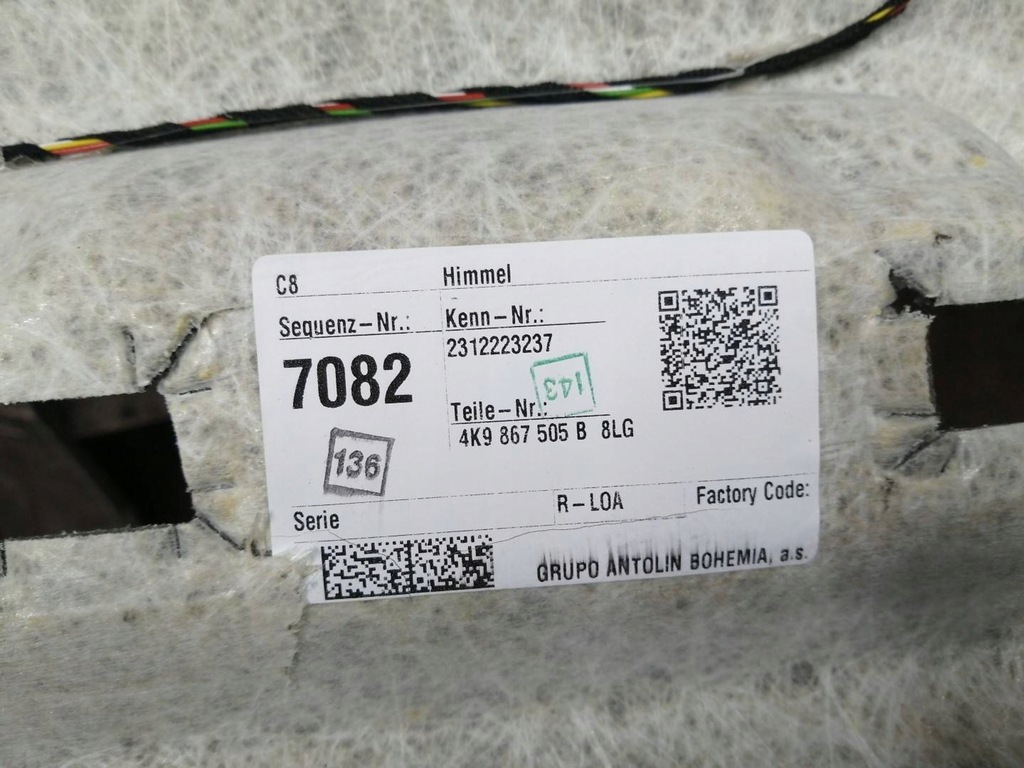 C8 Himmel
Sequenz-Nr.: Kenn-Nr.:
2312223237
7082
143
Teile-Nr.:
4K9 867 505 B 8LG
136
Serie R-LOA Factory Code:
GRUPO ANTOLIN BOHEMIA, a.s.